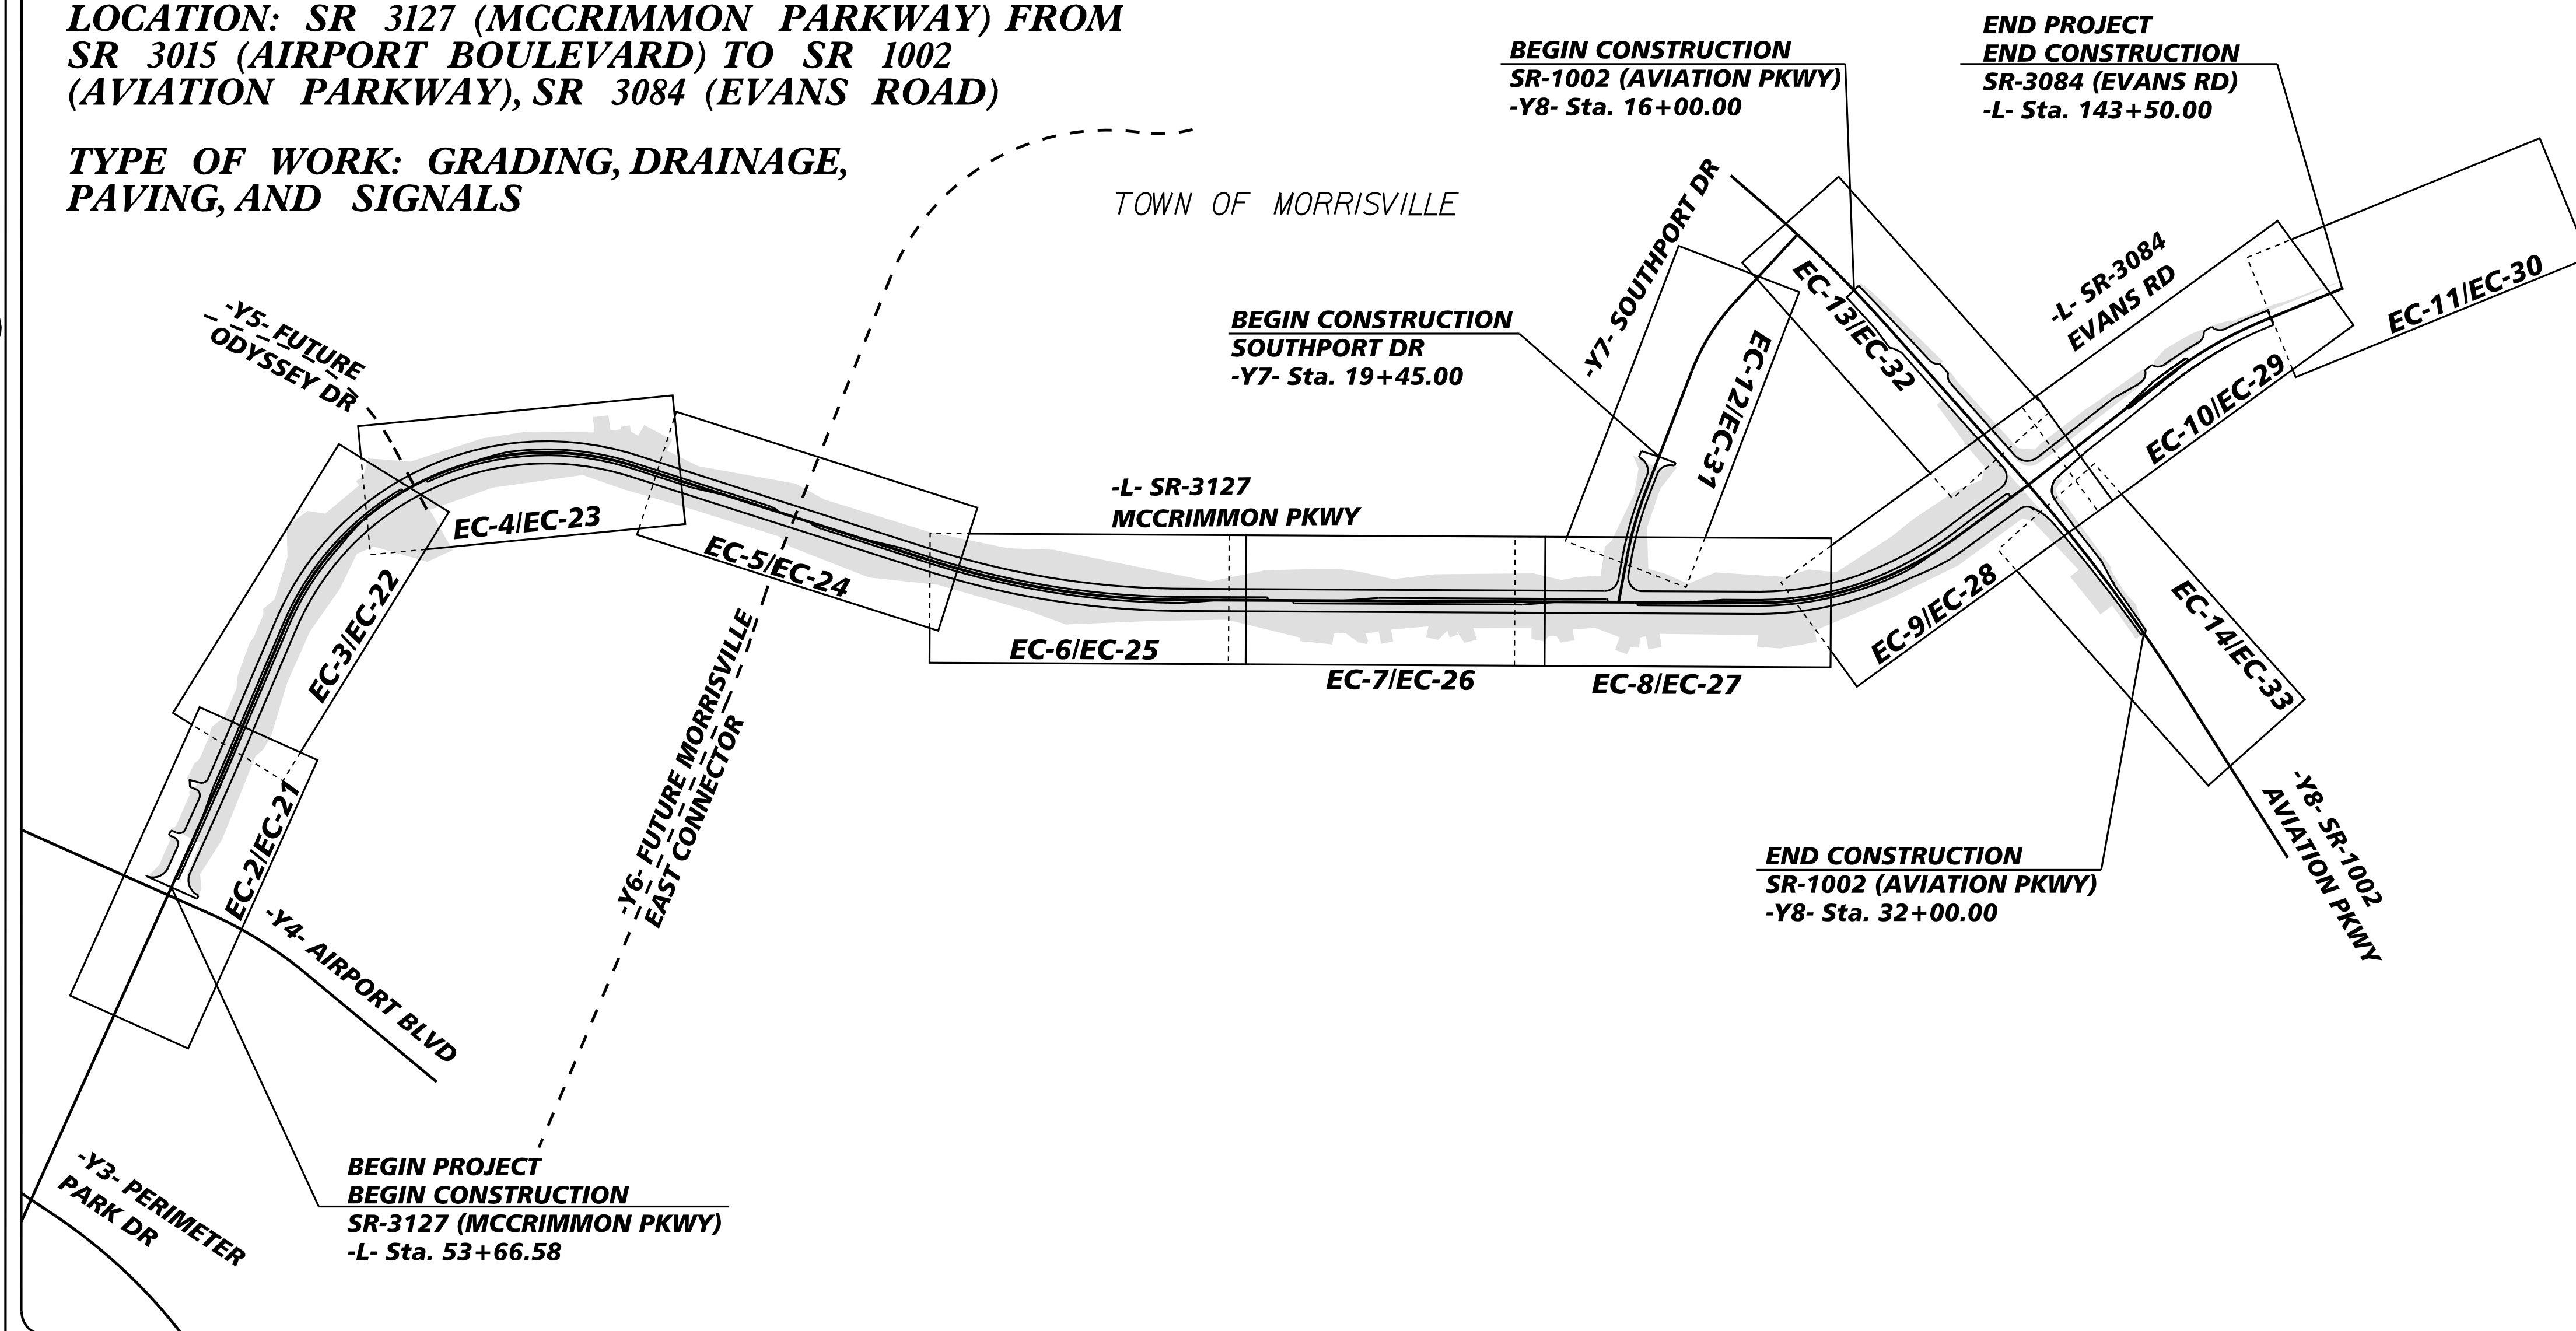 LOCATION: SR 3127 (MCCRIMMON PARKWAY) FROM
SR 3015 (AIRPORT BOULEVARD) TO SR 1002
(AVIATION PARKWAY), SR 3084 (EVANS ROAD)
TYPE OF WORK: GRADING, DRAINAGE,
PAVING, AND SIGNALS
TOWN OF MORRISVILLE
BEGIN CONSTRUCTION
SR-1002 (AVIATION PKWY)
-Y8- Sta. 16+00.00
END PROJECT
END CONSTRUCTION
SR-3084 (EVANS RD)
-L- Sta. 143+50.00
-Y7- SOUTHPORT DR
-L- SR-3084
EVANS RD
EC-11/EC-30
EC-13/EC-32
EC-12/EC-31
EC-10/EC-29
BEGIN CONSTRUCTION
SOUTHPORT DR
-Y7- Sta. 19+45.00
-Y5- FUTURE
ODYSSEY DR
EC-4/EC-23
-L- SR-3127
MCCRIMMON PKWY
EC-5/EC-24
EC-3/EC-22
EC-6/EC-25
EC-7/EC-26
EC-8/EC-27
EC-9/EC-28
EC-14/EC-33
EC-2/EC-21
-Y6- FUTURE MORRISVILLE
EAST CONNECTOR
-Y4- AIRPORT BLVD
END CONSTRUCTION
SR-1002 (AVIATION PKWY)
-Y8- Sta. 32+00.00
-Y8- SR-1002
AVIATION PKWY
-Y3- PERIMETER
PARK DR
BEGIN PROJECT
BEGIN CONSTRUCTION
SR-3127 (MCCRIMMON PKWY)
-L- Sta. 53+66.58